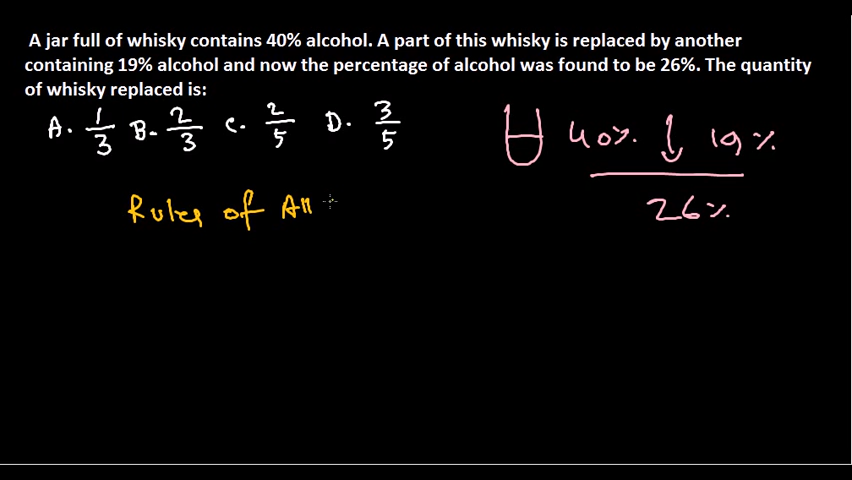 A jar full of whisky contains 40% alcohol. A part of this whisky is replaced by another
containing 19% alcohol and now the percentage of alcohol was found to be 26%. The quantity
of whisky replaced is:
A. 1/3 B. 2/3 C. 2/5 D. 3/5
40% 19%
26%
Rules of All